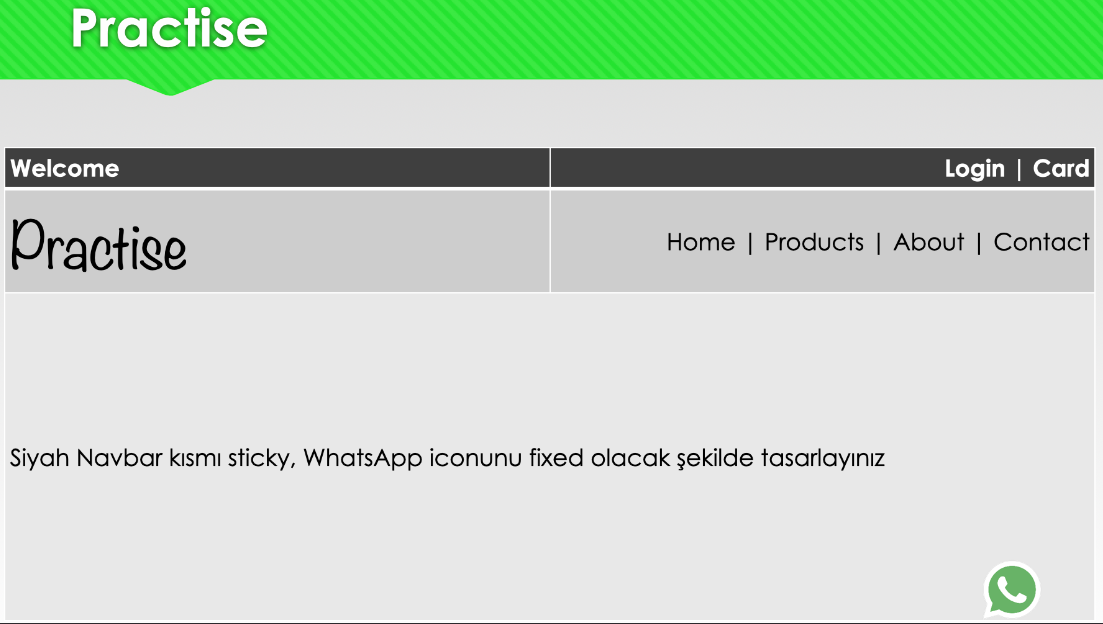 Practise
Welcome
Login | Card
Practise
Home | Products | About | Contact
Siyah Navbar kısmı sticky, WhatsApp iconunu fixed olacak şekilde tasarlayınız